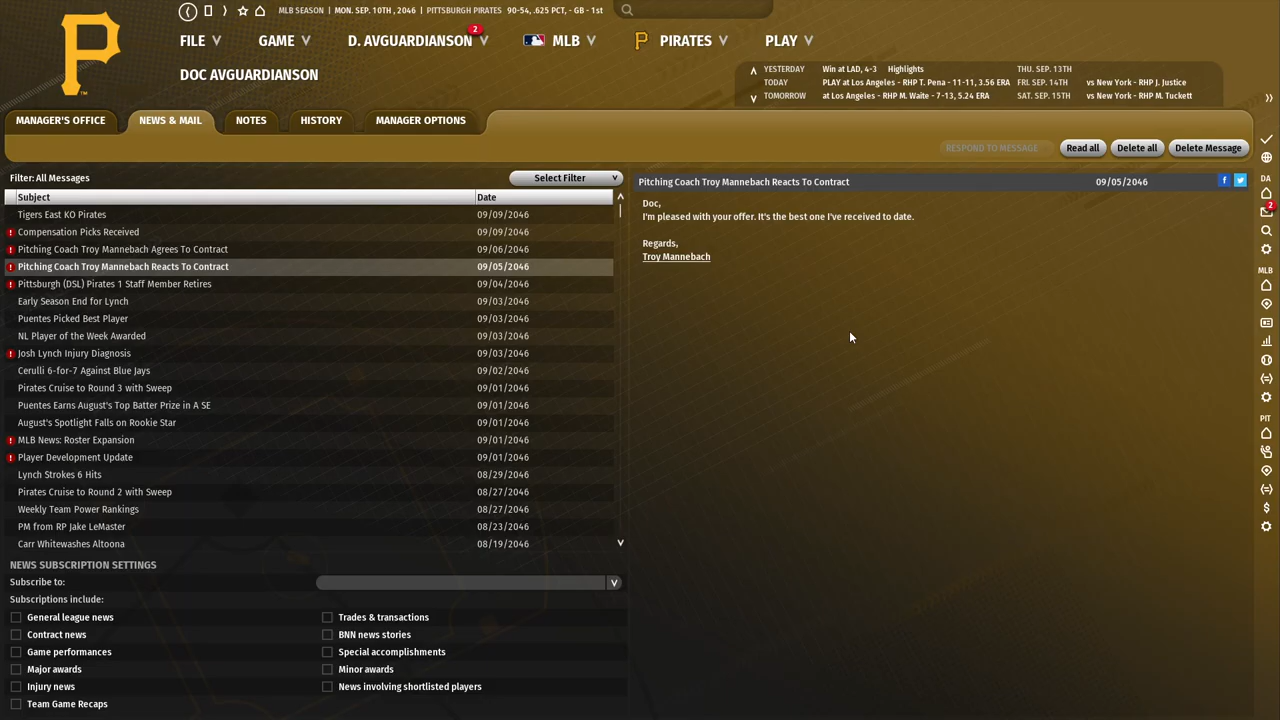 MLB SEASON | MON. SEP. 10TH , 2046 | PITTSBURGH PIRATES 90-54, .625 PCT, - GB - 1st
P
TM
FILE
GAME
D. AVGUARDIANSON
2
MLB
P
PIRATES
PLAY
DOC AVGUARDIANSON
YESTERDAY Win at LAD, 4-3 Highlights THU. SEP. 13TH
TODAY PLAY at Los Angeles - RHP T. Pena - 11-11, 3.56 ERA FRI. SEP. 14TH vs New York - RHP J. Justice
TOMORROW at Los Angeles - RHP M. Waite - 7-13, 5.24 ERA SAT. SEP. 15TH vs New York - RHP M. Tuckett
MANAGER'S OFFICE
NEWS & MAIL
NOTES
HISTORY
MANAGER OPTIONS
RESPOND TO MESSAGE
Read all
Delete all
Delete Message
Filter: All Messages
Select Filter
Subject Date
Tigers East KO Pirates 09/09/2046
Compensation Picks Received 09/09/2046
Pitching Coach Troy Mannebach Agrees To Contract 09/06/2046
Pitching Coach Troy Mannebach Reacts To Contract 09/05/2046
Pittsburgh (DSL) Pirates 1 Staff Member Retires 09/04/2046
Early Season End for Lynch 09/03/2046
Puentes Picked Best Player 09/03/2046
NL Player of the Week Awarded 09/03/2046
Josh Lynch Injury Diagnosis 09/03/2046
Cerulli 6-for-7 Against Blue Jays 09/02/2046
Pirates Cruise to Round 3 with Sweep 09/01/2046
Puentes Earns August's Top Batter Prize in A SE 09/01/2046
August's Spotlight Falls on Rookie Star 09/01/2046
MLB News: Roster Expansion 09/01/2046
Player Development Update 09/01/2046
Lynch Strokes 6 Hits 08/29/2046
Pirates Cruise to Round 2 with Sweep 08/27/2046
Weekly Team Power Rankings 08/27/2046
PM from RP Jake LeMaster 08/23/2046
Carr Whitewashes Altoona 08/19/2046
NEWS SUBSCRIPTION SETTINGS
Subscribe to:
Subscriptions include:
General league news Trades & transactions
Contract news BNN news stories
Game performances Special accomplishments
Major awards Minor awards
Injury news News involving shortlisted players
Team Game Recaps
Pitching Coach Troy Mannebach Reacts To Contract 09/05/2046
Doc,
I'm pleased with your offer. It's the best one I've received to date.
Regards,
Troy Mannebach
DA
2
MLB
PIT